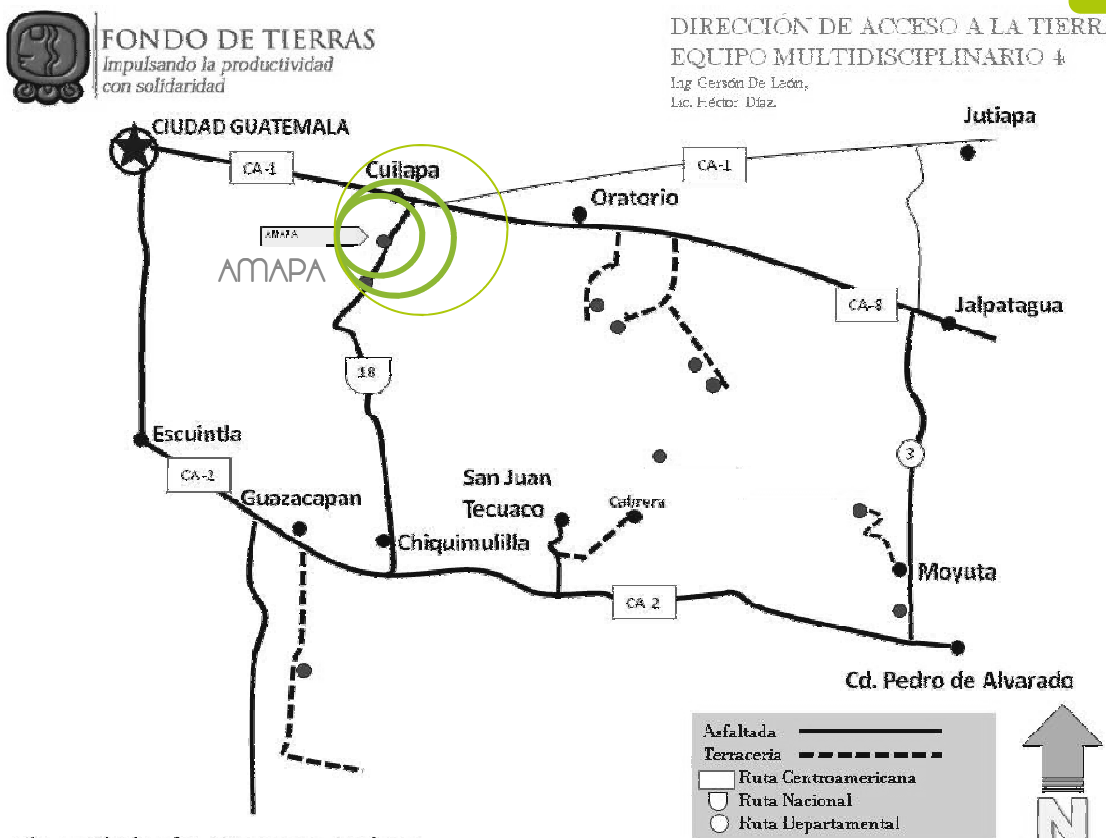 FONDO DE TIERRAS
Impulsando la productividad
con solidaridad
DIRECCIÓN DE ACCESO A LA TIERR
EQUIPO MULTIDISCIPLINARIO 4
Ing Gersón De León,
Lic. Héctor Díaz.
CIUDAD GUATEMALA
Jutiapa
CA-1
Cuilapa
CA-1
Oratorio
AMAPA
AMAPA
CA-8
Jalpatagua
18
Escuintla
3
CA-2
San Juan
Tecuaco
Guazacapan
Cabrera
Chiquimulilla
Moyuta
CA 2
Cd. Pedro de Alvarado
Asfaltada
Terraceria
Ruta Centroamericana
Ruta Nacional
Ruta Departamental
N